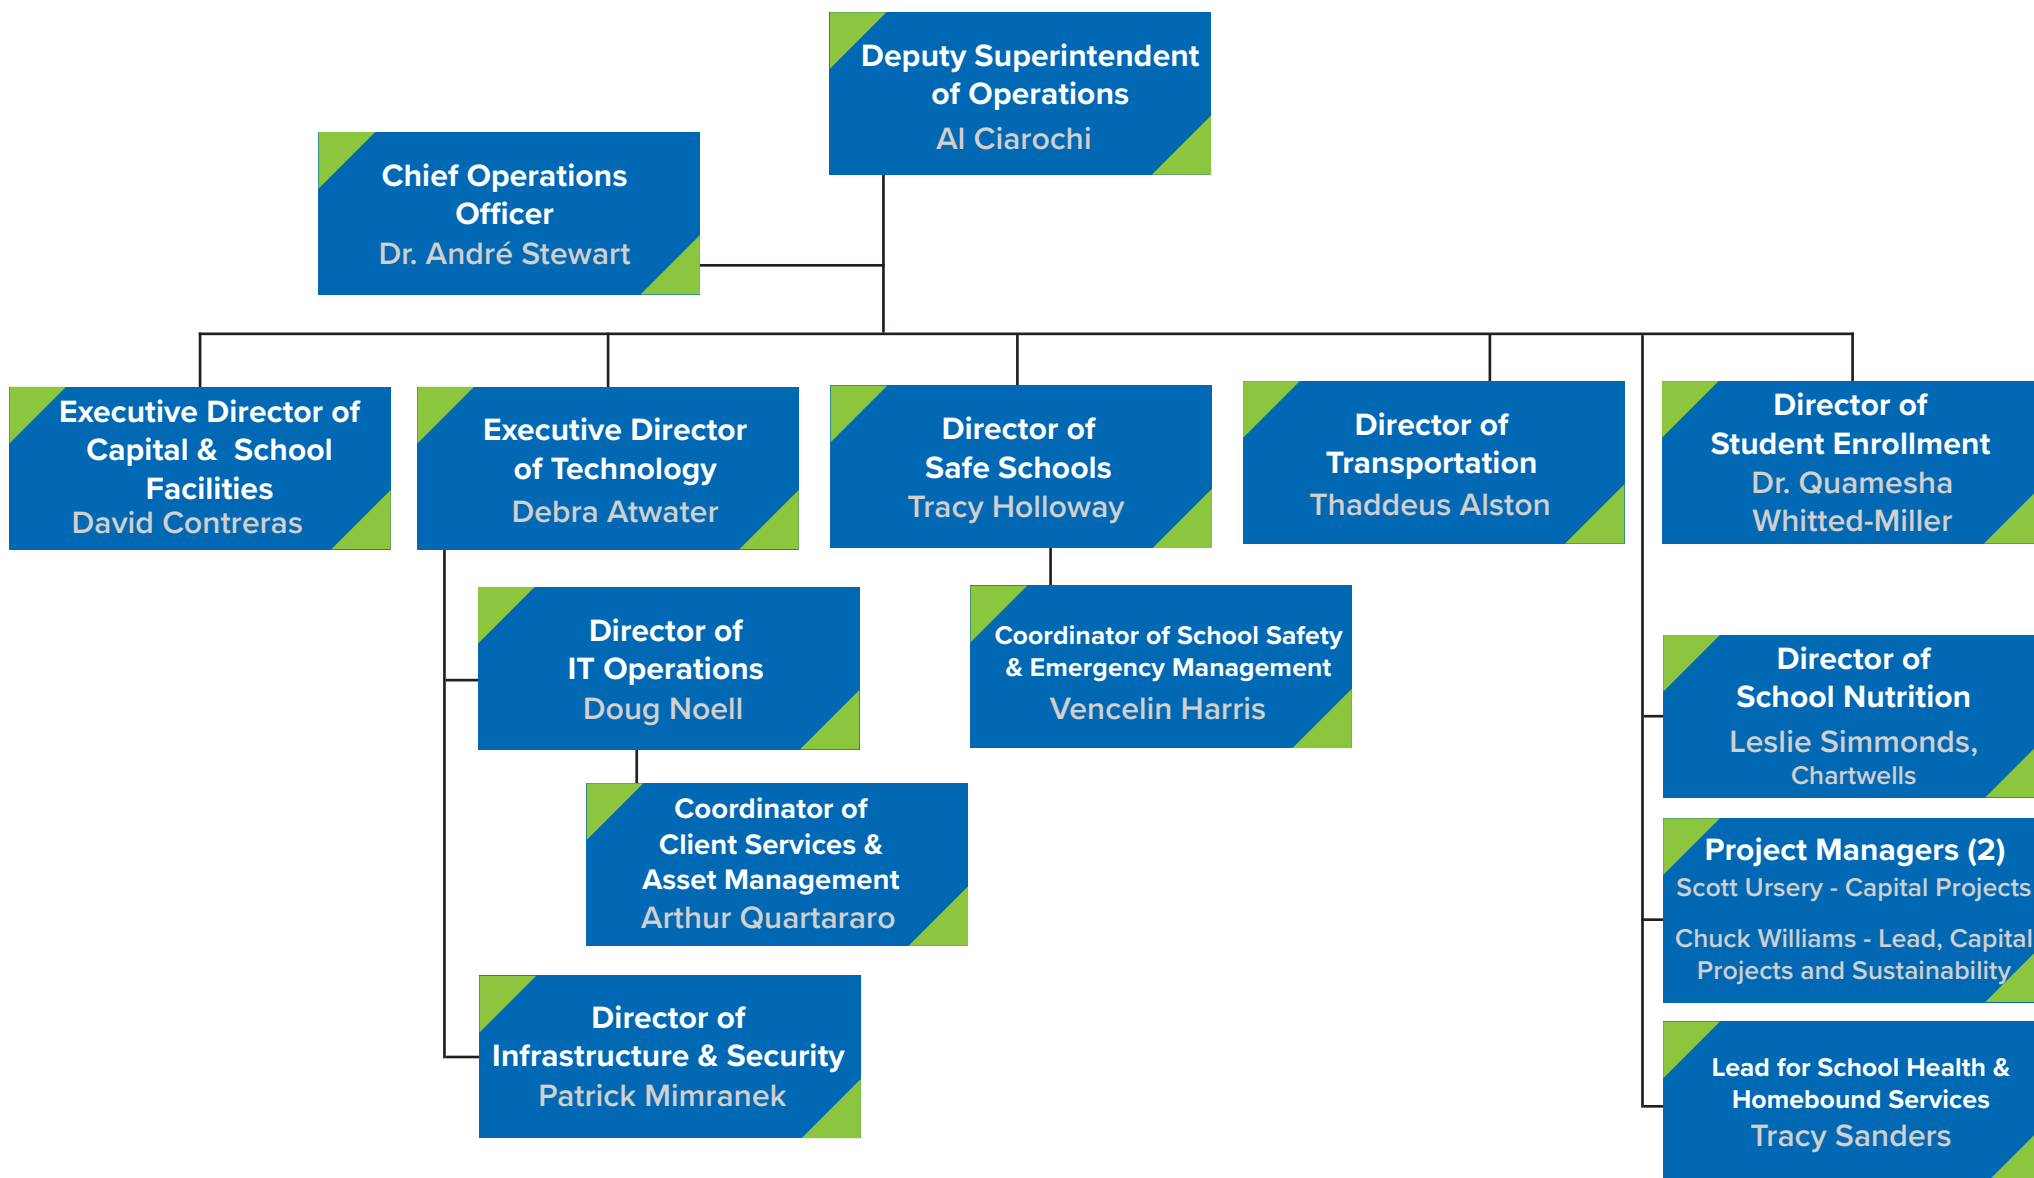 Deputy Superintendent
of Operations
Al Ciarochi
Chief Operations
Officer
Dr. André Stewart
Executive Director of
Capital & School
Facilities
David Contreras
Executive Director
of Technology
Debra Atwater
Director of
Safe Schools
Tracy Holloway
Director of
Transportation
Thaddeus Alston
Director of
Student Enrollment
Dr. Quamesha
Whitted-Miller
Director of
IT Operations
Doug Noell
Coordinator of School Safety
& Emergency Management
Vencelin Harris
Director of
School Nutrition
Leslie Simmonds,
Chartwells
Coordinator of
Client Services &
Asset Management
Arthur Quartararo
Project Managers (2)
Scott Ursery - Capital Projects
Chuck Williams - Lead, Capital
Projects and Sustainability
Director of
Infrastructure & Security
Patrick Mimranek
Lead for School Health &
Homebound Services
Tracy Sanders